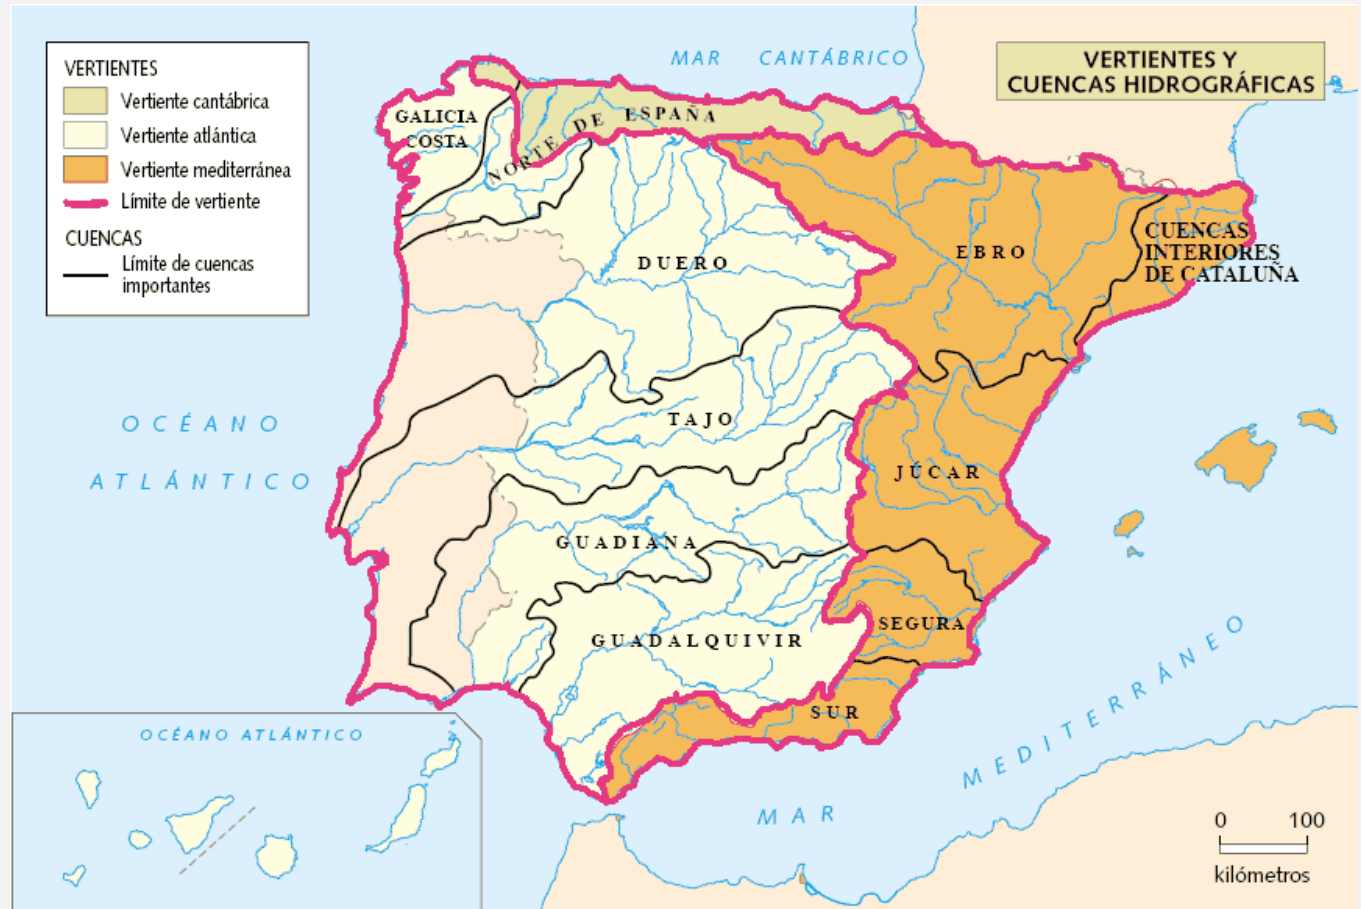 MAR CANTÁBRICO
VERTIENTES Y
CUENCAS HIDROGRÁFICAS
VERTIENTES
Vertiente cantábrica
Vertiente atlántica
Vertiente mediterránea
Límite de vertiente
CUENCAS
Límite de cuencas
importantes
GALICIA
COSTA
NORTE DE ESPAÑA
DUERO
EBRO
CUENCAS
INTERIORES
DE CATALUÑA
OCÉANO
ATLÁNTICO
TAJO
JÚCAR
GUADIANA
GUADALQUIVIR
SEGURA
SUR
MAR MEDITERRÁNEO
OCÉANO ATLÁNTICO
0 100
kilómetros